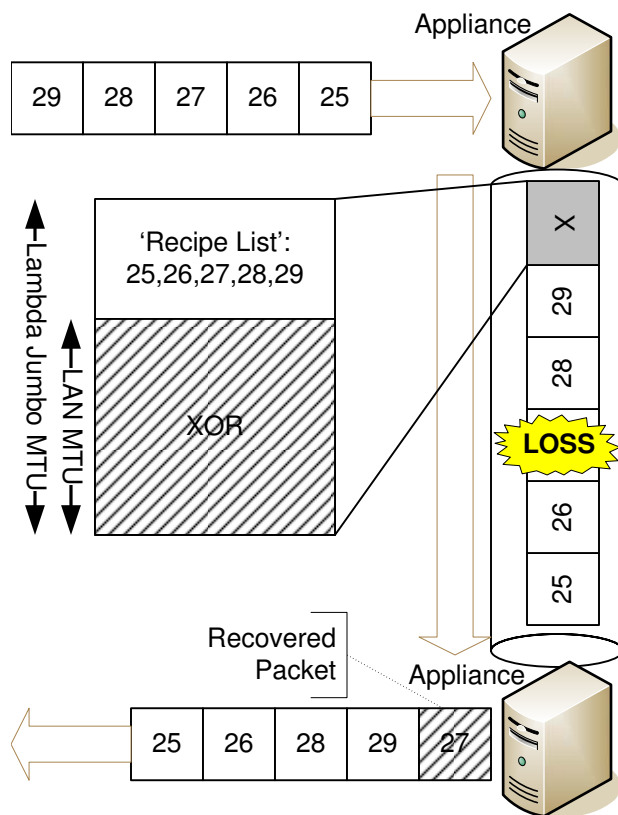 Appliance
29 28 27 26 25
'Recipe List':
25,26,27,28,29
XOR
Lambda Jumbo MTU
LAN MTU
X
29
28
LOSS
26
25
Recovered
Packet
Appliance
25 26 28 29 27